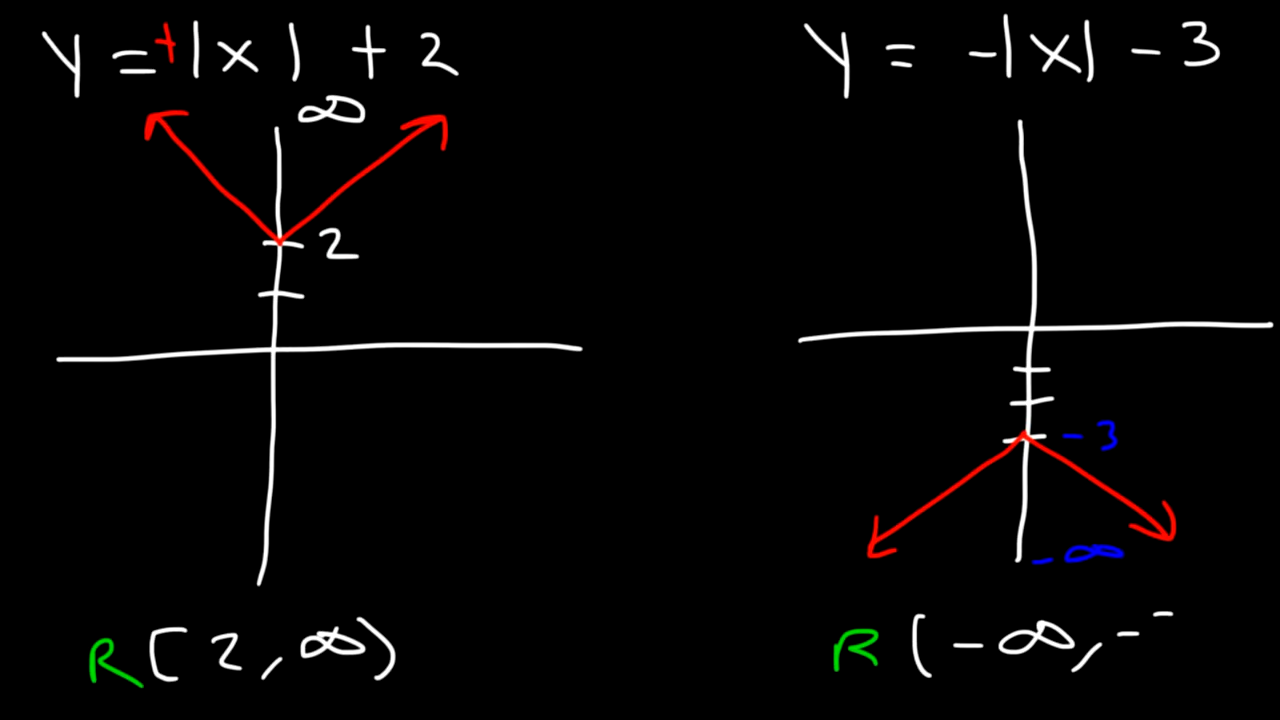 y = +|x| + 2
∞
2
R [2, ∞)
y = -|x| - 3
-3
-∞
R (-∞, -